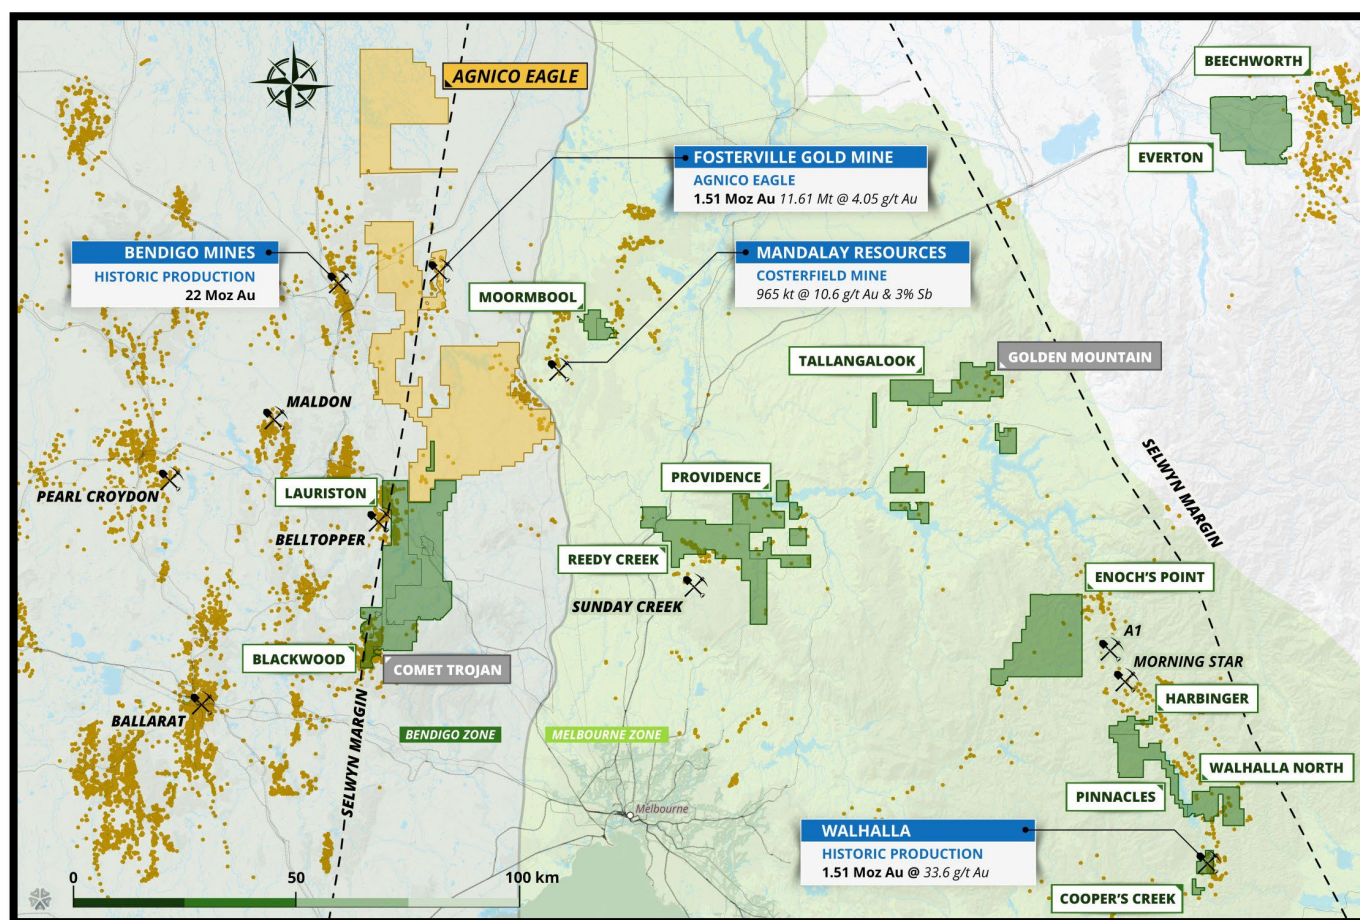 BEECHWORTH
AGNICO EAGLE
EVERTON
FOSTERVILLE GOLD MINE
AGNICO EAGLE
1.51 Moz Au 11.61 Mt @ 4.05 g/t Au
BENDIGO MINES
HISTORIC PRODUCTION
22 Moz Au
MANDALAY RESOURCES
COSTERFIELD MINE
965 kt @ 10.6 g/t Au & 3% Sb
MOORMBOOL
TALLANGALOOK
GOLDEN MOUNTAIN
MALDON
SELWYN MARGIN
PEARL CROYDON
LAURISTON
PROVIDENCE
BELLTOPPER
REEDY CREEK
SUNDAY CREEK
ENOCH'S POINT
A1
BLACKWOOD
COMET TROJAN
MORNING STAR
HARBINGER
BALLARAT
SELWYN MARGIN
BENDIGO ZONE
MELBOURNE ZONE
WALHALLA NORTH
PINNACLES
Melbourne
WALHALLA
HISTORIC PRODUCTION
1.51 Moz Au @ 33.6 g/t Au
COOPER'S CREEK
0 50 100 km